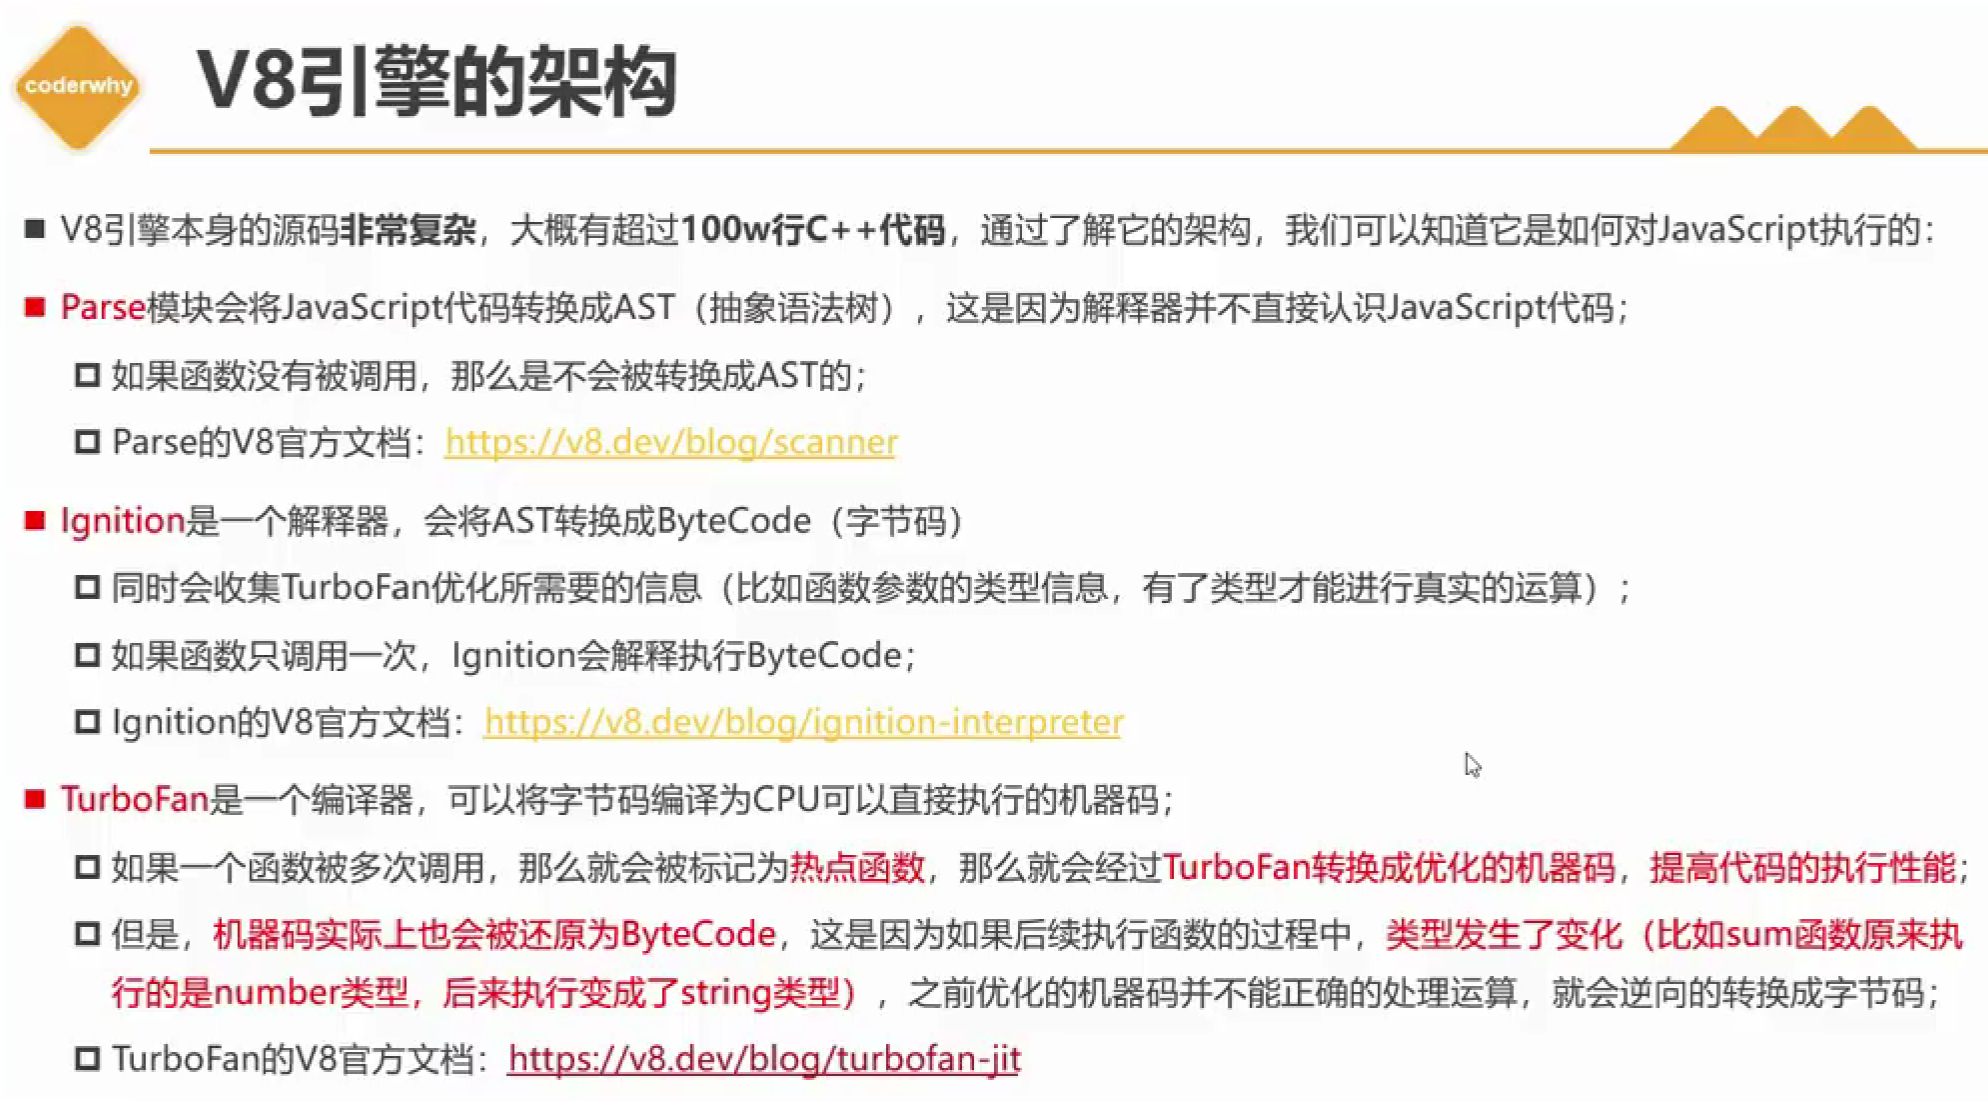 coderwhy
V8引擎的架构
V8引擎本身的源码非常复杂，大概有超过100w行C++代码，通过了解它的架构，我们可以知道它是如何对JavaScript执行的：
Parse模块会将JavaScript代码转换成AST（抽象语法树），这是因为解释器并不直接认识JavaScript代码；
如果函数没有被调用，那么是不会被转换成AST的；
Parse的V8官方文档：https://v8.dev/blog/scanner
Ignition是一个解释器，会将AST转换成ByteCode（字节码）
同时会收集TurboFan优化所需要的信息（比如函数参数的类型信息，有了类型才能进行真实的运算）；
如果函数只调用一次，Ignition会解释执行ByteCode；
Ignition的V8官方文档：https://v8.dev/blog/ignition-interpreter
TurboFan是一个编译器，可以将字节码编译为CPU可以直接执行的机器码；
如果一个函数被多次调用，那么就会被标记为热点函数，那么就会经过TurboFan转换成优化的机器码，提高代码的执行性能；
但是，机器码实际上也会被还原为ByteCode，这是因为如果后续执行函数的过程中，类型发生了变化（比如sum函数原来执
行的是number类型，后来执行变成了string类型），之前优化的机器码并不能正确的处理运算，就会逆向的转换成字节码；
TurboFan的V8官方文档：https://v8.dev/blog/turbofan-jit